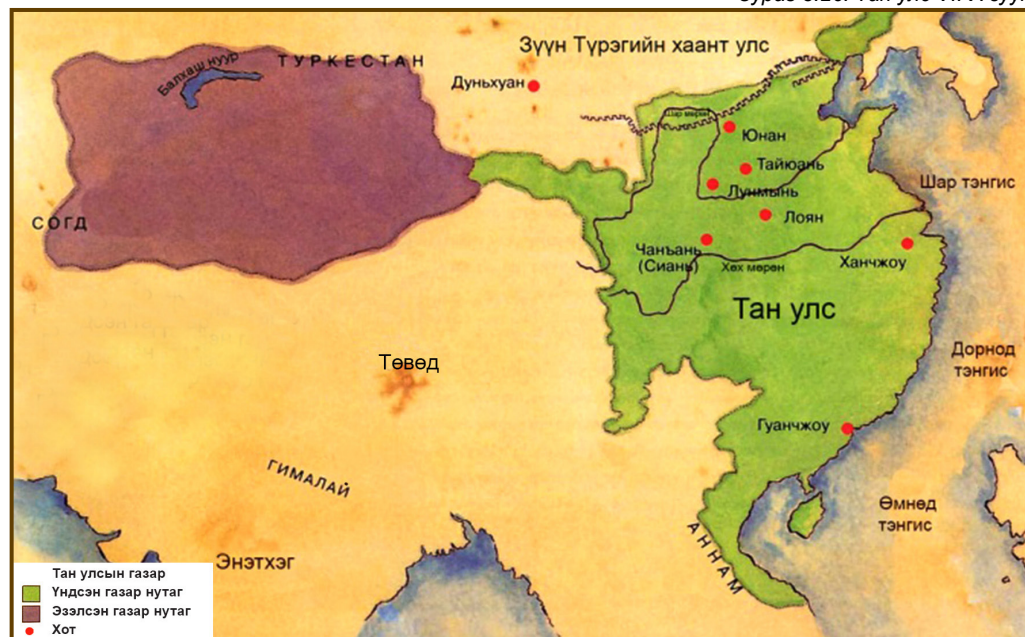 Зүүн Түрэгийн хаант улс
ТУРКЕСТАН
Балхаш нуур
Дуньхуан
Шар мөрөн
Юнан
Тайюань
Лунмынь
Шар тэнгис
СОГД
Лоян
Чанъань
(Сиань)
Хөх мөрөн
Ханчжоу
Тан улс
Төвөд
Дорнод
тэнгис
Гуанчжоу
ГИМАЛАЙ
Өмнөд
тэнгис
АННАМ
Энэтхэг
Тан улсын газар
Үндсэн газар нутаг
Эзэлсэн газар нутаг
Хот